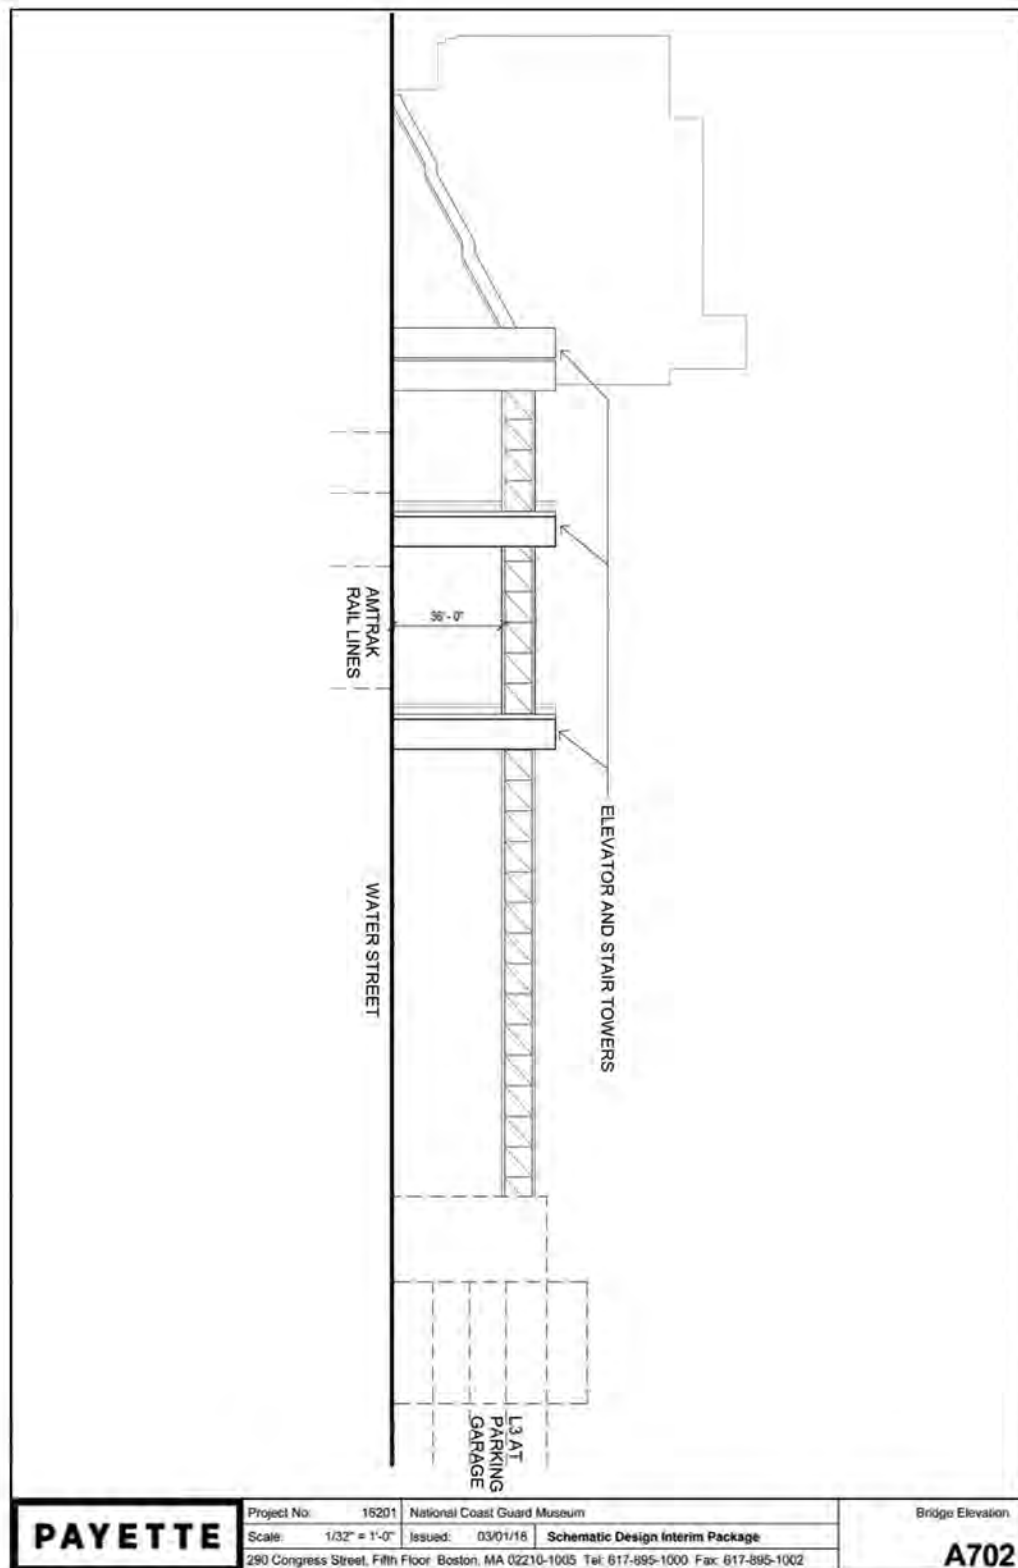 AMTRAK
RAIL LINES
36'-0"
WATER STREET
ELEVATOR AND STAIR TOWERS
L3 AT
PARKING
GARAGE
PAYETTE
Project No: 16201 National Coast Guard Museum
Scale: 1/32" = 1'-0" Issued: 03/01/16 Schematic Design Interim Package
290 Congress Street, Fifth Floor Boston, MA 02210-1005 Tel: 617-895-1000 Fax: 617-895-1002
Bridge Elevation
A702